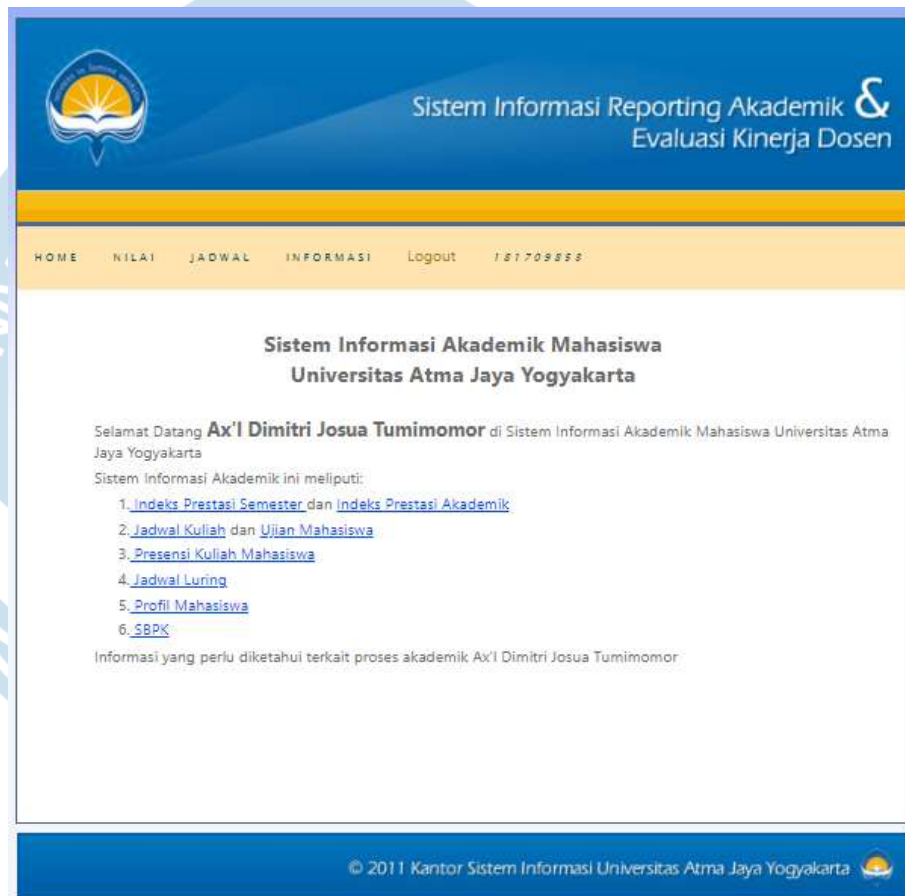 Sistem Informasi Reporting Akademik &
Evaluasi Kinerja Dosen
HOME NILAI JADWAL INFORMASI Logout 181709858
Sistem Informasi Akademik Mahasiswa
Universitas Atma Jaya Yogyakarta
Selamat Datang Ax'l Dimitri Josua Tumimomor di Sistem Informasi Akademik Mahasiswa Universitas Atma
Jaya Yogyakarta
Sistem Informasi Akademik ini meliputi:
1. Indeks Prestasi Semester dan Indeks Prestasi Akademik
2. Jadwal Kuliah dan Ujian Mahasiswa
3. Presensi Kuliah Mahasiswa
4. Jadwal Luring
5. Profil Mahasiswa
6. SBPK
Informasi yang perlu diketahui terkait proses akademik Ax'l Dimitri Josua Tumimomor
© 2011 Kantor Sistem Informasi Universitas Atma Jaya Yogyakarta